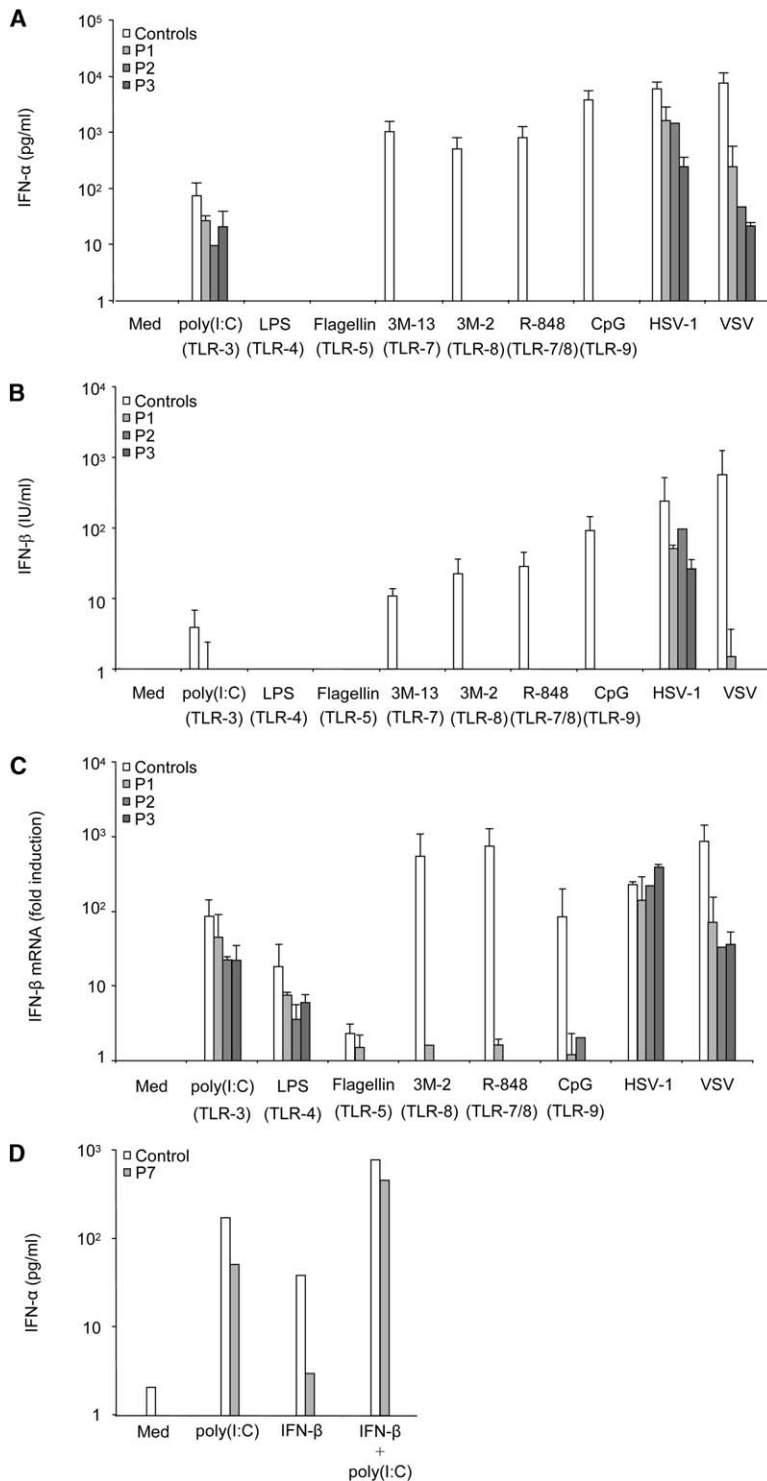 A
10⁵
Controls
P1
P2
P3
10⁴
10³
10²
10
1
IFN-α (pg/ml)
Med poly(I:C) LPS Flagellin 3M-13 3M-2 R-848 CpG HSV-1 VSV
(TLR-3) (TLR-4) (TLR-5) (TLR-7) (TLR-8) (TLR-7/8) (TLR-9)
B
10⁴
Controls
P1
P2
P3
10³
10²
10
1
IFN-β (IU/ml)
Med poly(I:C) LPS Flagellin 3M-13 3M-2 R-848 CpG HSV-1 VSV
(TLR-3) (TLR-4) (TLR-5) (TLR-7) (TLR-8) (TLR-7/8) (TLR-9)
C
10⁴
Controls
P1
P2
P3
10³
10²
10
1
IFN-β mRNA (fold induction)
Med poly(I:C) LPS Flagellin 3M-2 R-848 CpG HSV-1 VSV
(TLR-3) (TLR-4) (TLR-5) (TLR-8) (TLR-7/8) (TLR-9)
D
10³
Control
P7
10²
10
1
IFN-α (pg/ml)
Med poly(I:C) IFN-β IFN-β
+
poly(I:C)